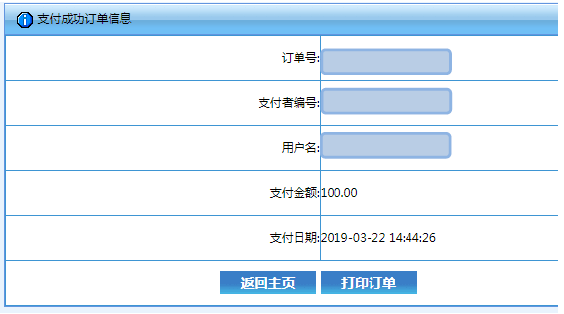 支付成功订单信息
订单号:
支付者编号:
用户名:
支付金额:100.00
支付日期:2019-03-22 14:44:26
返回主页 打印订单